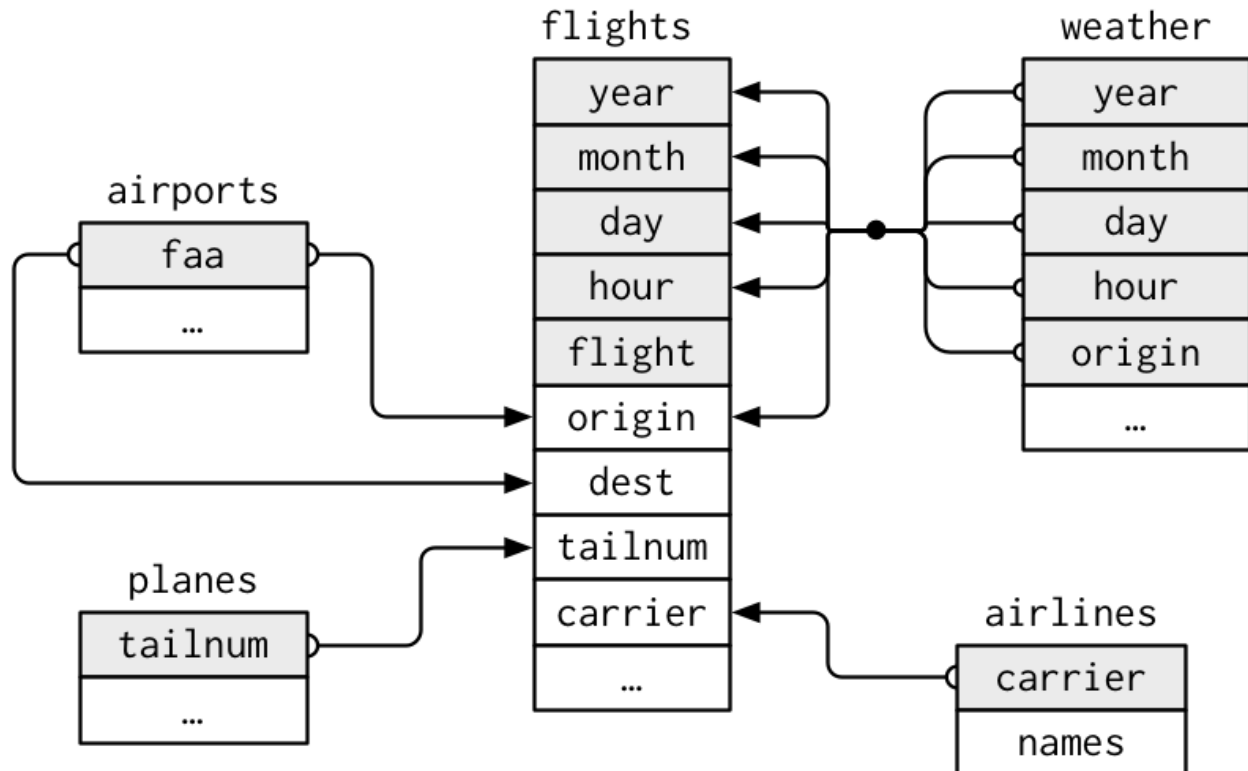 flights
year
month
day
hour
flight
origin
dest
tailnum
carrier
…
weather
year
month
day
hour
origin
…
airports
faa
…
planes
tailnum
…
airlines
carrier
names